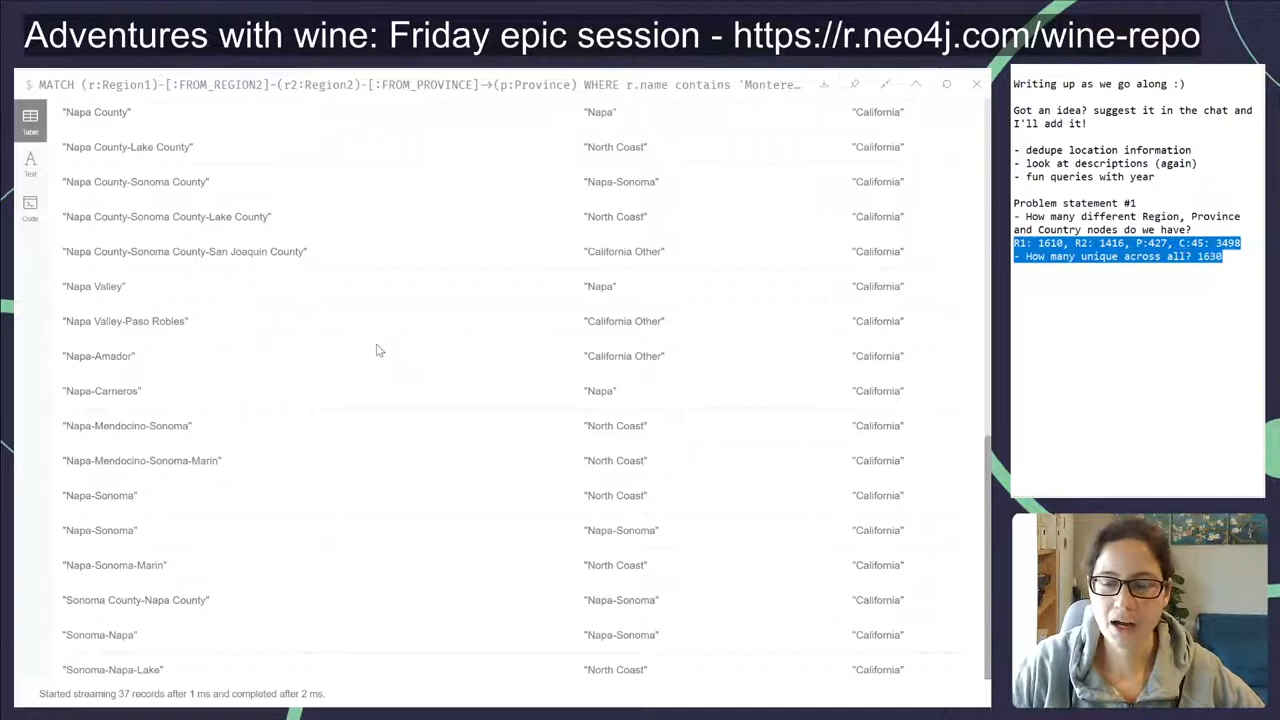 Adventures with wine: Friday epic session - https://r.neo4j.com/wine-repo
$ MATCH (r:Region1)-[:FROM_REGION2]-(r2:Region2)-[:FROM_PROVINCE]→(p:Province) WHERE r.name contains 'Montere…
Table
Text
Code
"Napa County" "Napa" "California"
"Napa County-Lake County" "North Coast" "California"
"Napa County-Sonoma County" "Napa-Sonoma" "California"
"Napa County-Sonoma County-Lake County" "North Coast" "California"
"Napa County-Sonoma County-San Joaquin County" "California Other" "California"
"Napa Valley" "Napa" "California"
"Napa Valley-Paso Robles" "California Other" "California"
"Napa-Amador" "California Other" "California"
"Napa-Carneros" "Napa" "California"
"Napa-Mendocino-Sonoma" "North Coast" "California"
"Napa-Mendocino-Sonoma-Marin" "North Coast" "California"
"Napa-Sonoma" "North Coast" "California"
"Napa-Sonoma" "Napa-Sonoma" "California"
"Napa-Sonoma-Marin" "North Coast" "California"
"Sonoma County-Napa County" "Napa-Sonoma" "California"
"Sonoma-Napa" "Napa-Sonoma" "California"
"Sonoma-Napa-Lake" "North Coast" "California"
Started streaming 37 records after 1 ms and completed after 2 ms.
Writing up as we go along :)
Got an idea? suggest it in the chat and
I'll add it!
- dedupe location information
- look at descriptions (again)
- fun queries with year
Problem statement #1
- How many different Region, Province
and Country nodes do we have?
R1: 1610, R2: 1416, P:427, C:45: 3498
- How many unique across all? 1630